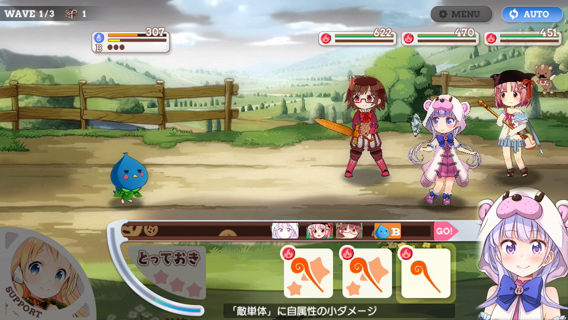 WAVE 1/3 1
MENU
AUTO
307
B
622
470
451
B
GO!
とっておき
SUPPORT
「敵単体」に自属性の小ダメージ